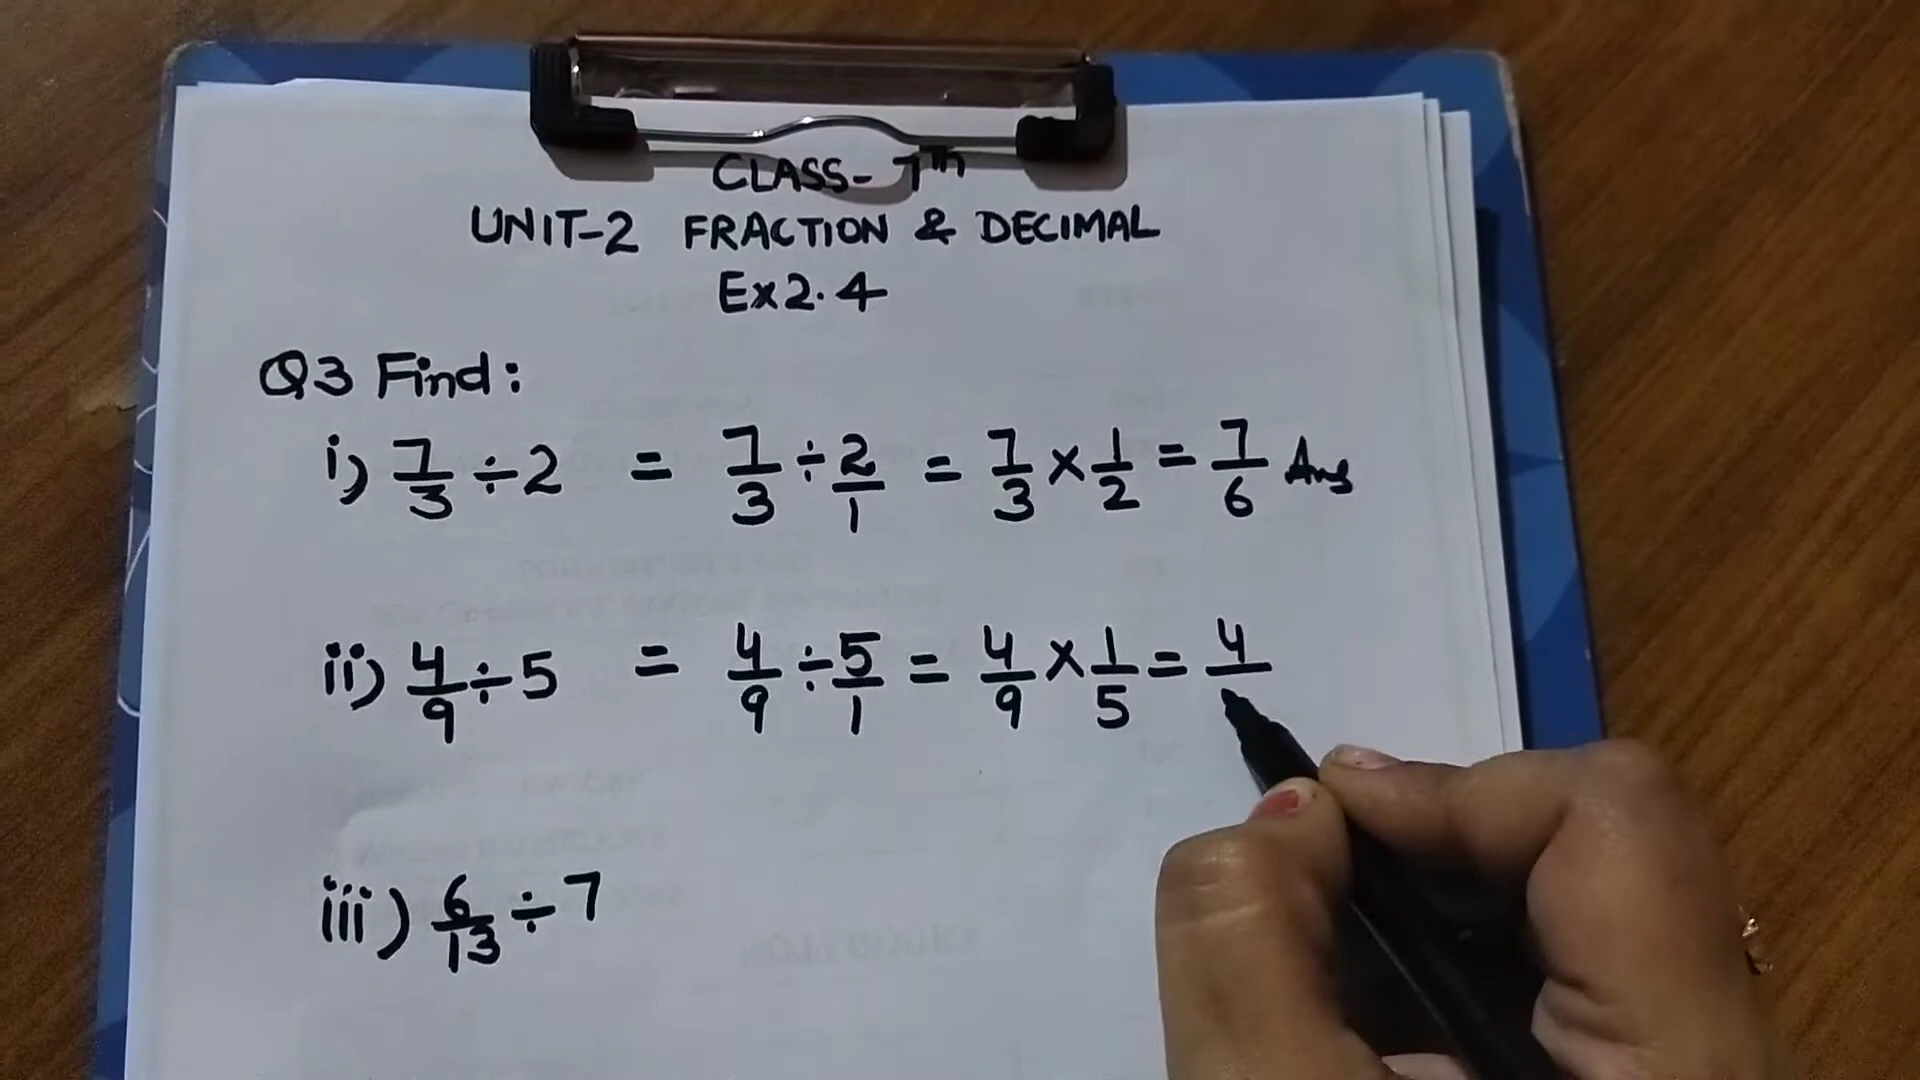 CLASS- 7th
UNIT-2 FRACTION & DECIMAL
Ex 2.4
Q3 Find:
i) 7/3 ÷ 2 = 7/3 ÷ 2/1 = 7/3 × 1/2 = 7/6 Ans
ii) 4/9 ÷ 5 = 4/9 ÷ 5/1 = 4/9 × 1/5 = 4/
iii) 6/13 ÷ 7